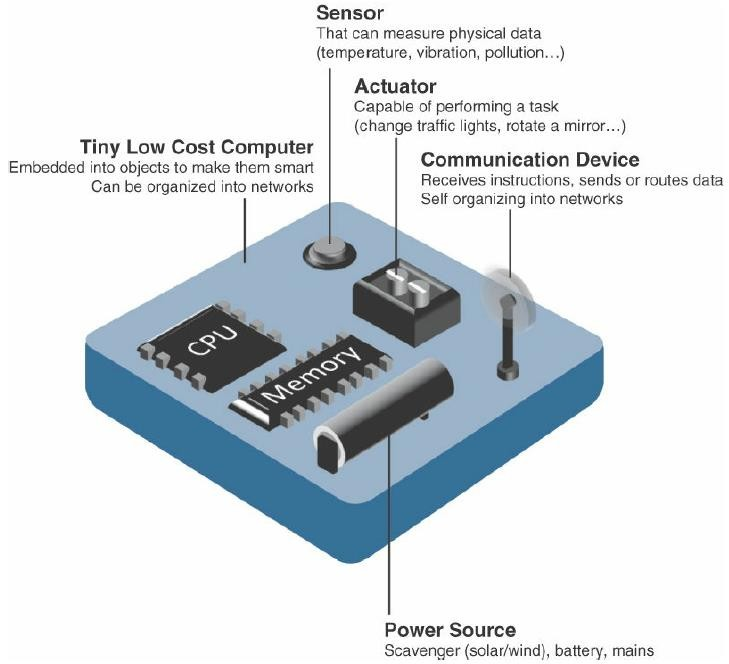 Sensor
That can measure physical data
(temperature, vibration, pollution…)
Actuator
Capable of performing a task
(change traffic lights, rotate a mirror…)
Tiny Low Cost Computer
Embedded into objects to make them smart
Can be organized into networks
Communication Device
Receives instructions, sends or routes data
Self organizing into networks
CPU
Memory
Power Source
Scavenger (solar/wind), battery, mains